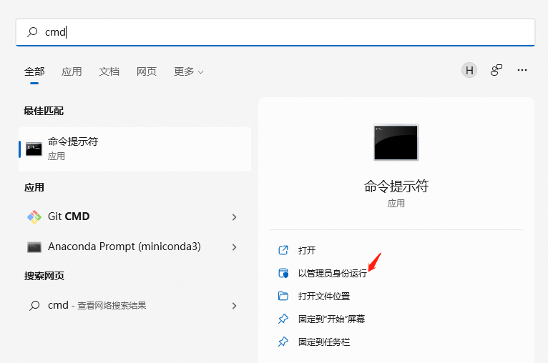 cmd
全部 应用 文档 网页 更多
H
最佳匹配
命令提示符
应用
应用
Git CMD
Anaconda Prompt (miniconda3)
搜索网页
cmd - 查看网络搜索结果
命令提示符
应用
打开
以管理员身份运行
打开文件位置
固定到"开始"屏幕
固定到任务栏